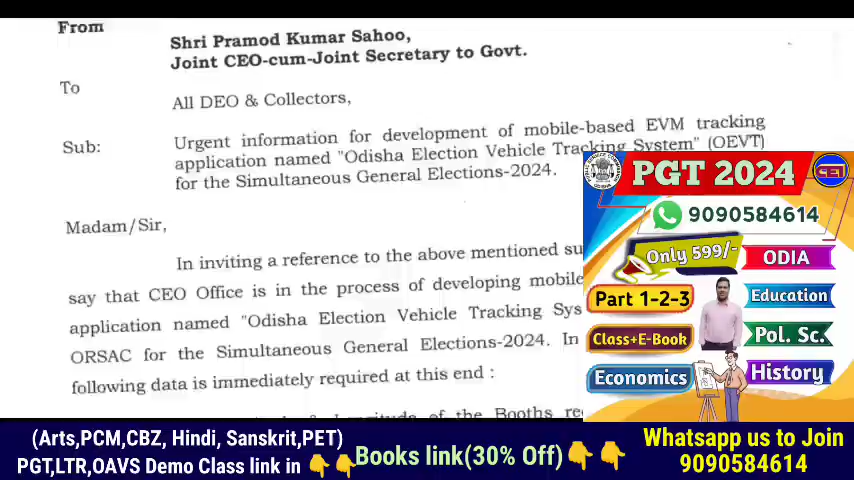 From
Shri Pramod Kumar Sahoo,
Joint CEO-cum-Joint Secretary to Govt.
To
All DEO & Collectors,
Sub:
Urgent information for development of mobile-based EVM tracking
application named "Odisha Election Vehicle Tracking System" (OEVT)
for the Simultaneous General Elections-2024.
Madam/Sir,
In inviting a reference to the above mentioned su
say that CEO Office is in the process of developing mobile
application named "Odisha Election Vehicle Tracking Sys
ORSAC for the Simultaneous General Elections-2024. In
following data is immediately required at this end :
Longitude of the Booths re
PGT 2024
9090584614
Only 599/-
ODIA
Part 1-2-3
Education
Class+E-Book
Pol. Sc.
Economics
History
(Arts,PCM,CBZ, Hindi, Sanskrit,PET)
PGT,LTR,OAVS Demo Class link in 👇👇
Books link(30% Off)👇👇
Whatsapp us to Join
9090584614